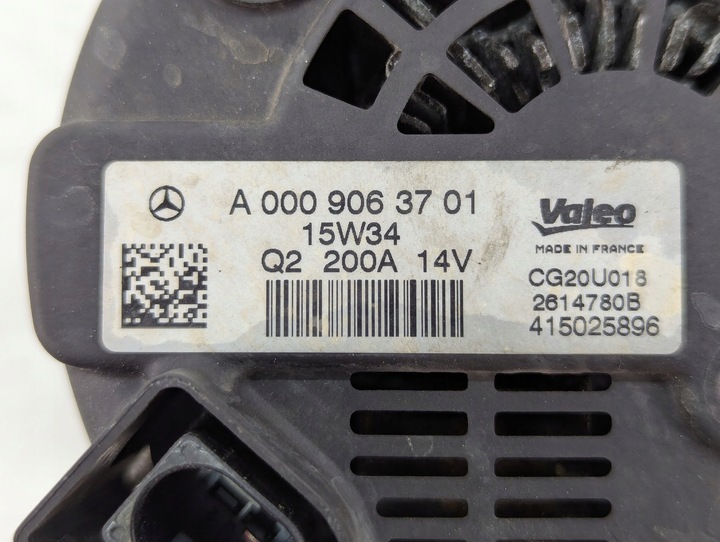 A 000 906 37 01
15W34
Q2 200A 14V
Valeo
MADE IN FRANCE
CG20U018
2614780B
415025896